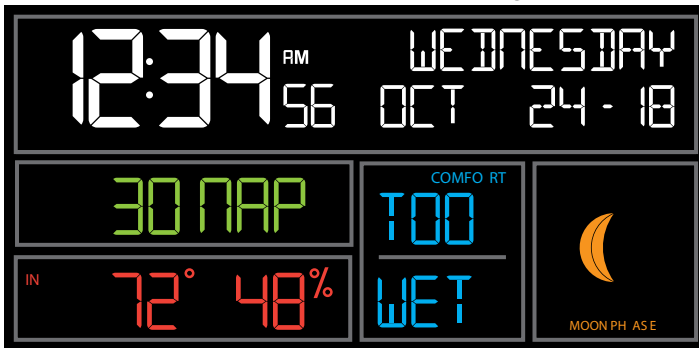 12:34 AM 56
WEDNESDAY
OCT 24-18
30 NAP
COMFO RT
TOO
WET
IN 72° 48%
MOON PH ASE